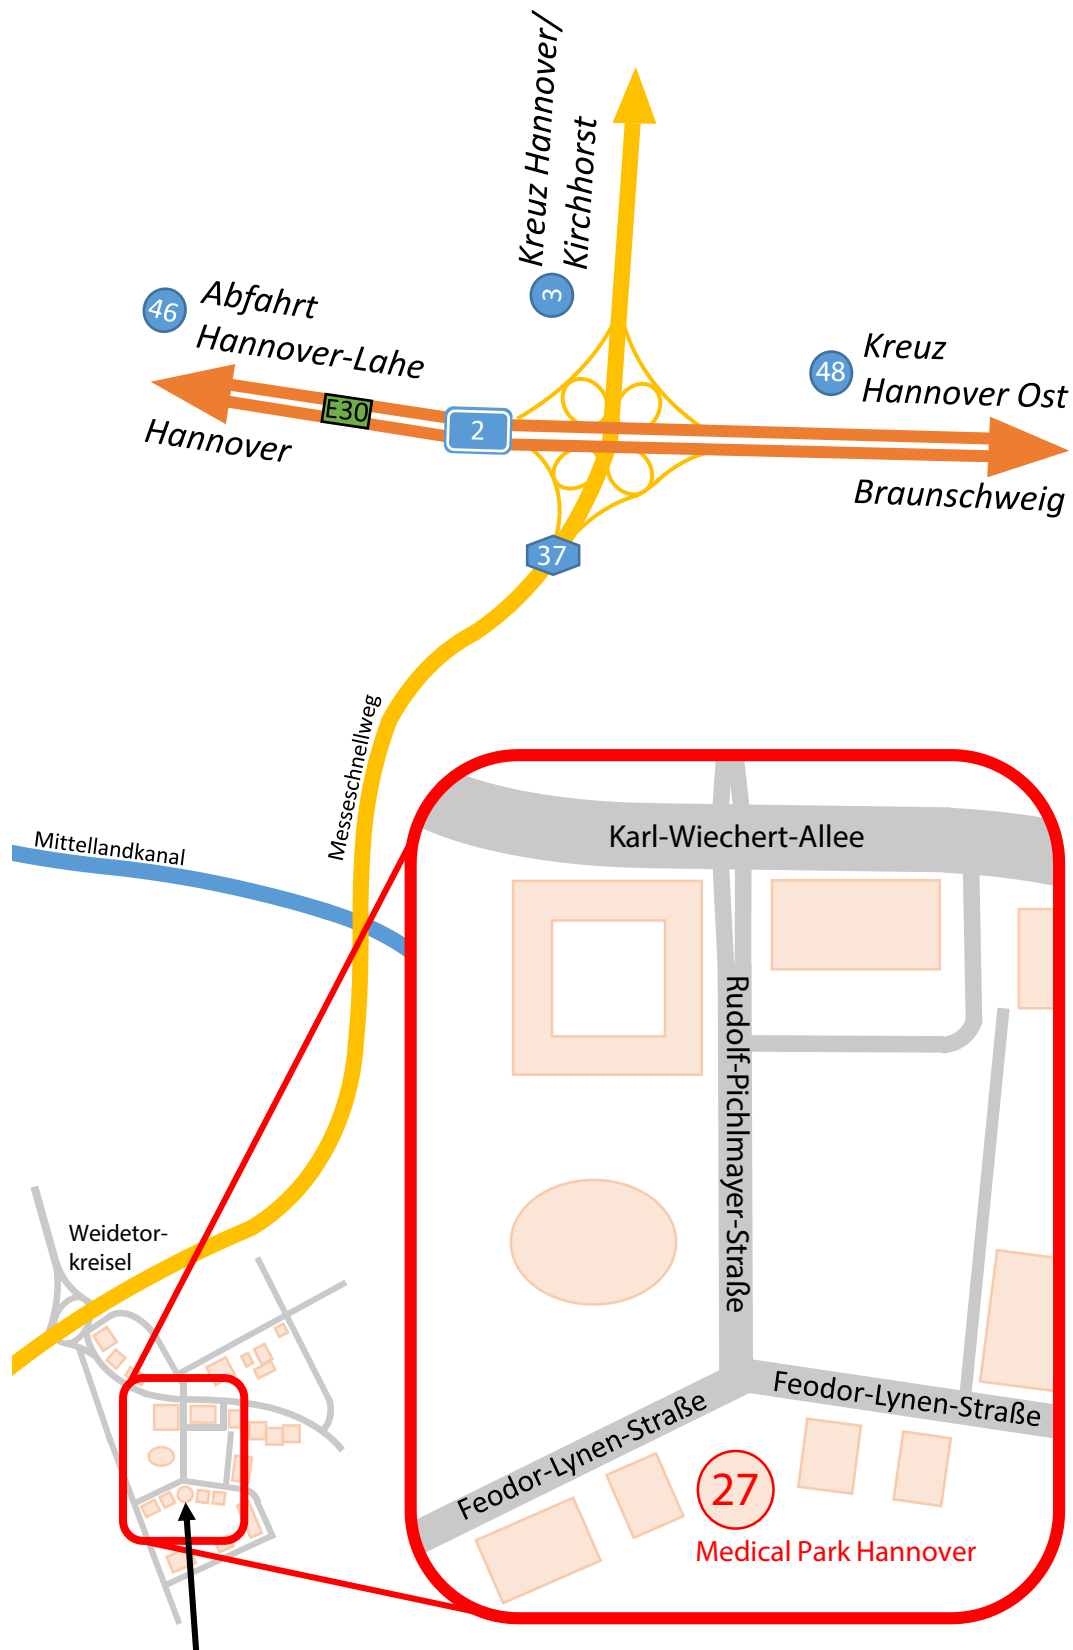 Kreuz Hannover/
Kirchhorst
3
46
Abfahrt
Hannover-Lahe
48
Kreuz
Hannover Ost
E30
2
Hannover
Braunschweig
37
Messeschnellweg
Mittellandkanal
Karl-Wiechert-Allee
Rudolf-Pichlmayer-Straße
Weidetor-
kreisel
Feodor-Lynen-Straße
Feodor-Lynen-Straße
27
Medical Park Hannover